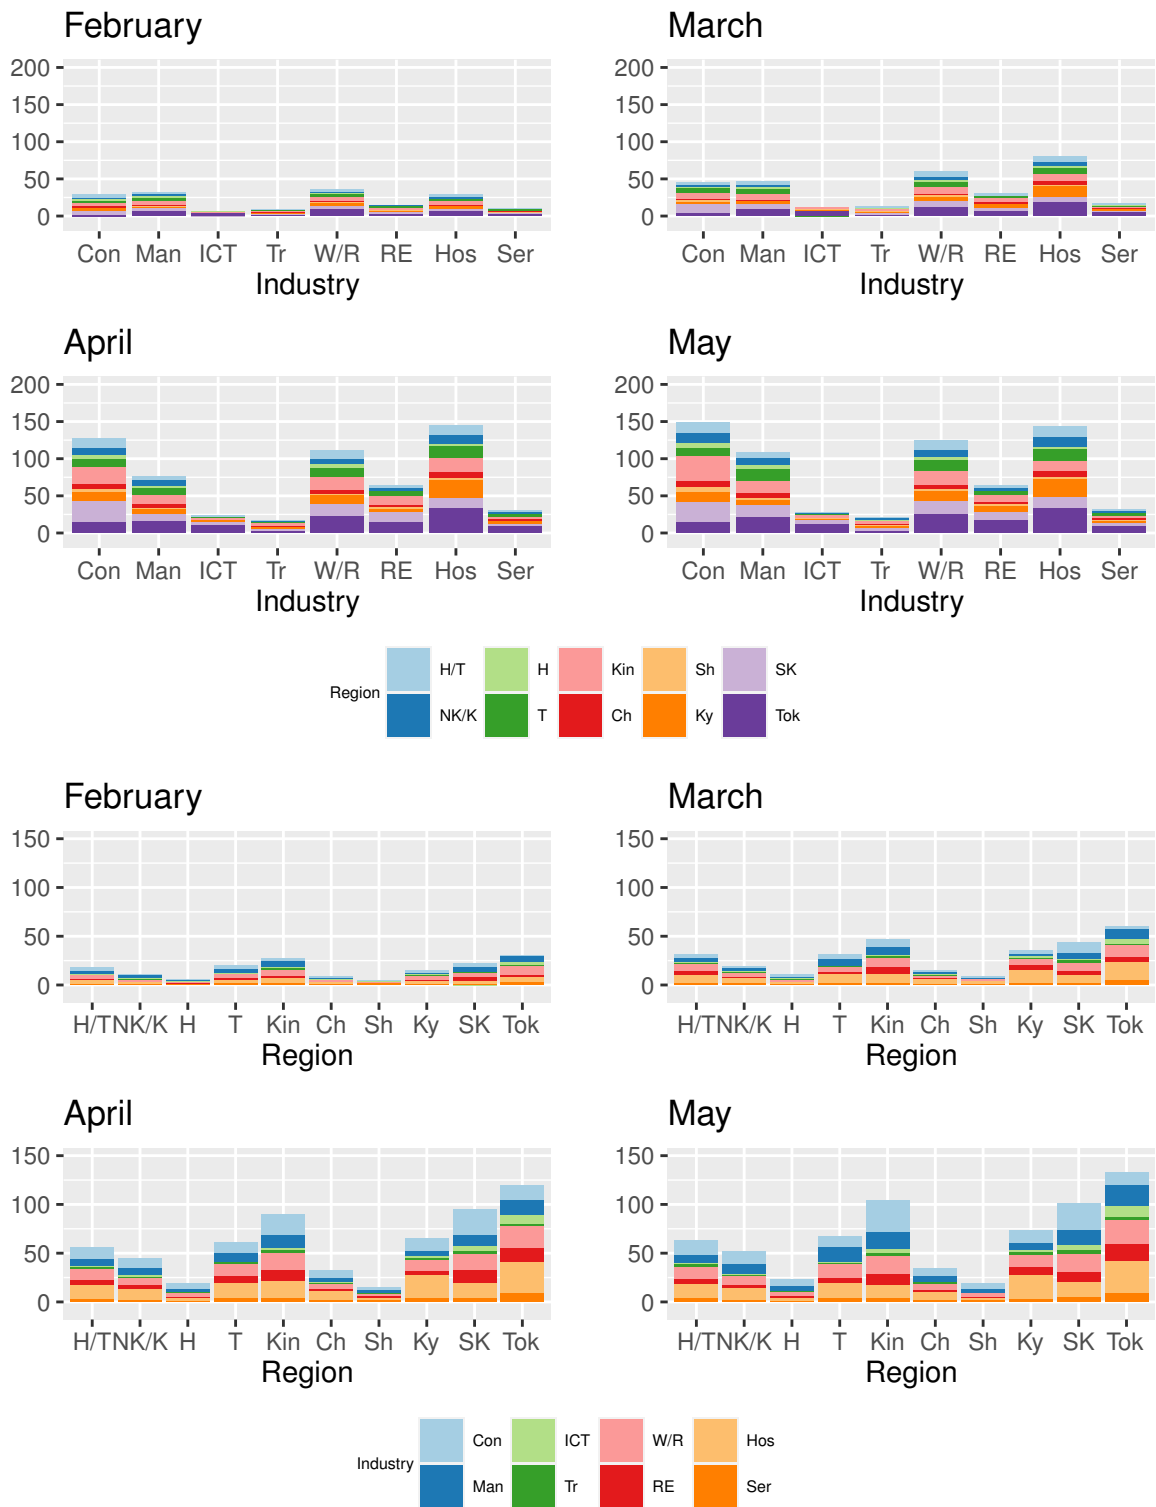 February March
200 200
150 150
100 100
50 50
0 0
Con Man ICT Tr W/R RE Hos Ser Con Man ICT Tr W/R RE Hos Ser
Industry Industry
April May
200 200
150 150
100 100
50 50
0 0
Con Man ICT Tr W/R RE Hos Ser Con Man ICT Tr W/R RE Hos Ser
Industry Industry
Region
H/T H Kin Sh SK
NK/K T Ch Ky Tok
February March
150 150
100 100
50 50
0 0
H/T NK/K H T Kin Ch Sh Ky SK Tok H/T NK/K H T Kin Ch Sh Ky SK Tok
Region Region
April May
150 150
100 100
50 50
0 0
H/T NK/K H T Kin Ch Sh Ky SK Tok H/T NK/K H T Kin Ch Sh Ky SK Tok
Region Region
Industry
Con ICT W/R Hos
Man Tr RE Ser